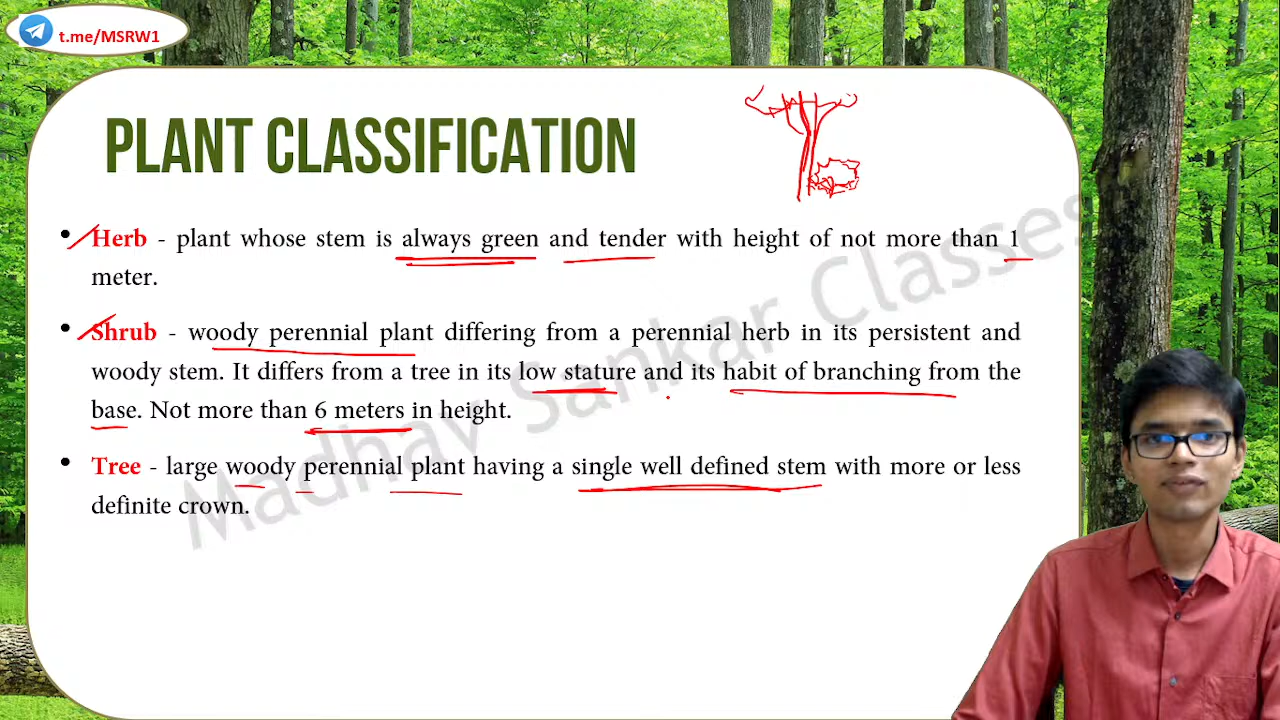 t.me/MSRW1
PLANT CLASSIFICATION
• Herb - plant whose stem is always green and tender with height of not more than 1
meter.
• Shrub - woody perennial plant differing from a perennial herb in its persistent and
woody stem. It differs from a tree in its low stature and its habit of branching from the
base. Not more than 6 meters in height.
• Tree - large woody perennial plant having a single well defined stem with more or less
definite crown.
Madhav Sankar Classes